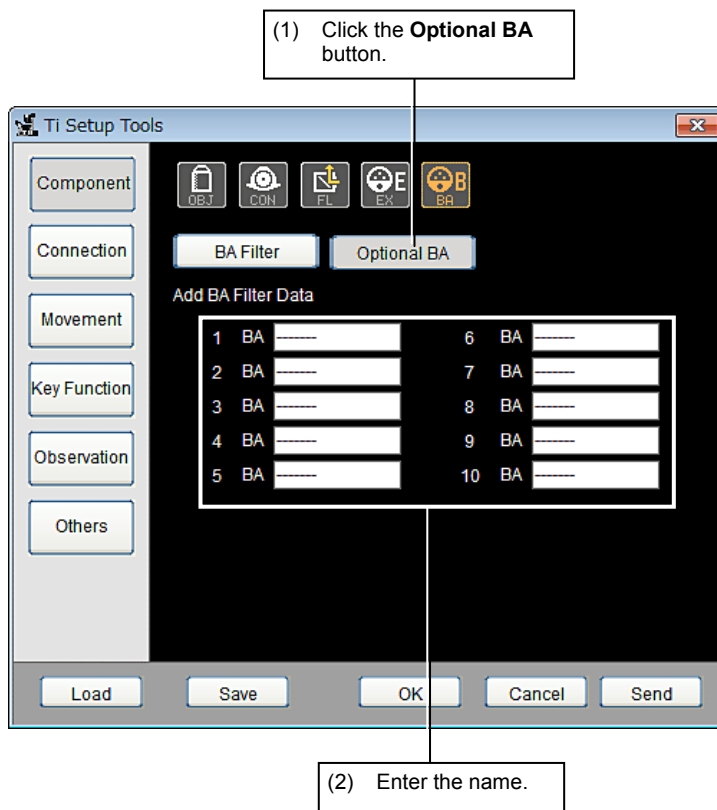 (1) Click the Optional BA
button.
Ti Setup Tools
Component
OBJ CON FL E EX B BA
Connection
BA Filter Optional BA
Add BA Filter Data
Movement
1 BA ------- 6 BA -------
2 BA ------- 7 BA -------
Key Function
3 BA ------- 8 BA -------
4 BA ------- 9 BA -------
Observation
5 BA ------- 10 BA -------
Others
Load Save OK Cancel Send
(2) Enter the name.